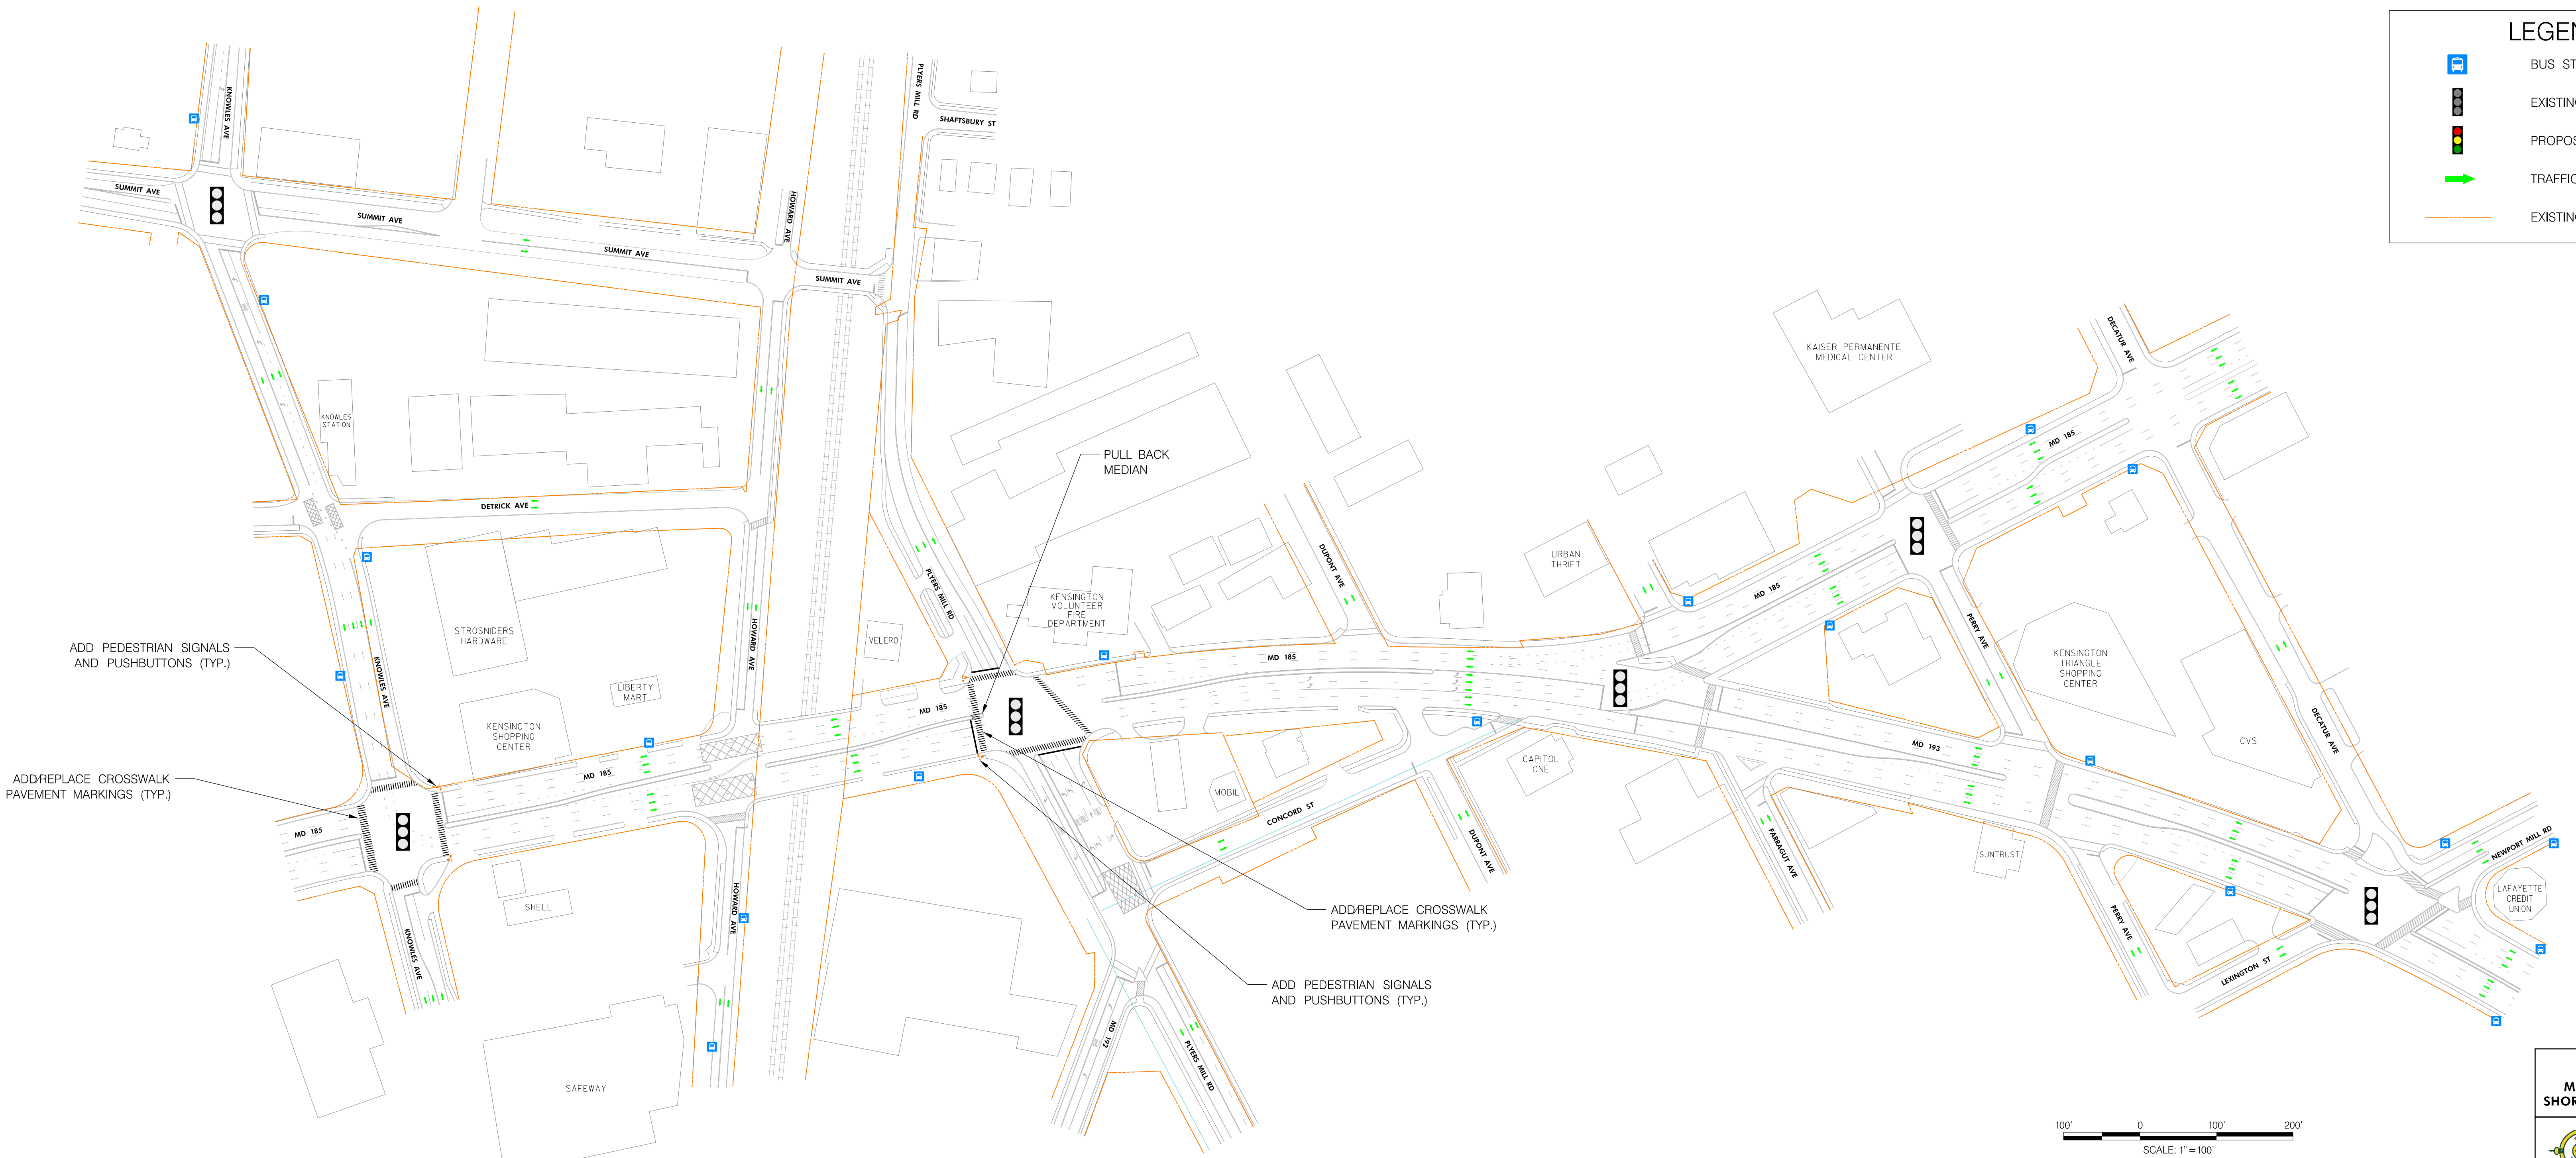 LEGEN
BUS ST
EXISTING
PROPOS
TRAFFIC
EXISTING
KNOWLES AVE
PLYERS MILL RD
SHAFTSBURY ST
SUMMIT AVE
SUMMIT AVE
HOWARD AVE
SUMMIT AVE
SUMMIT AVE
KAISER PERMANENTE
MEDICAL CENTER
DECATUR AVE
KNOWLES
STATION
MD 185
PULL BACK
MEDIAN
DETRICK AVE
DUPONT AVE
URBAN
THRIFT
PLYERS MILL RD
KENSINGTON
VOLUNTEER
FIRE
DEPARTMENT
MD 185
PERRY AVE
STROSNIDERS
HARDWARE
HOWARD AVE
VELERO
ADD PEDESTRIAN SIGNALS
AND PUSHBUTTONS (TYP.)
KNOWLES AVE
MD 185
KENSINGTON
TRIANGLE
SHOPPING
CENTER
LIBERTY
MART
MD 185
KENSINGTON
SHOPPING
CENTER
DECATUR AVE
MD 193
CVS
CAPITOL
ONE
MD 185
ADD/REPLACE CROSSWALK
PAVEMENT MARKINGS (TYP.)
MOBIL
CONCORD ST
MD 185
DUPONT AVE
FARRAGUT AVE
SUNTRUST
NEWPORT MILL RD
LAFAYETTE
CREDIT
UNION
SHELL
HOWARD AVE
ADD/REPLACE CROSSWALK
PAVEMENT MARKINGS (TYP.)
PERRY AVE
KNOWLES AVE
LEXINGTON ST
ADD PEDESTRIAN SIGNALS
AND PUSHBUTTONS (TYP.)
MD 192
PLYERS MILL RD
SAFEWAY
M
SHOR
100' 0 100' 200'
SCALE: 1" = 100'